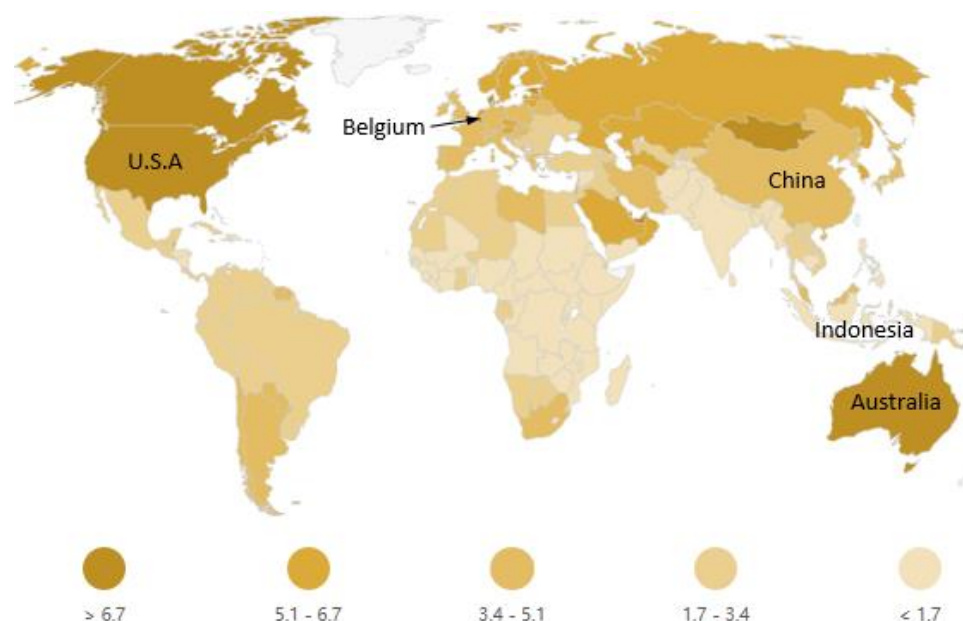 Belgium
U.S.A
China
Indonesia
Australia
> 6.7
5.1 - 6.7
3.4 - 5.1
1.7 - 3.4
< 1.7